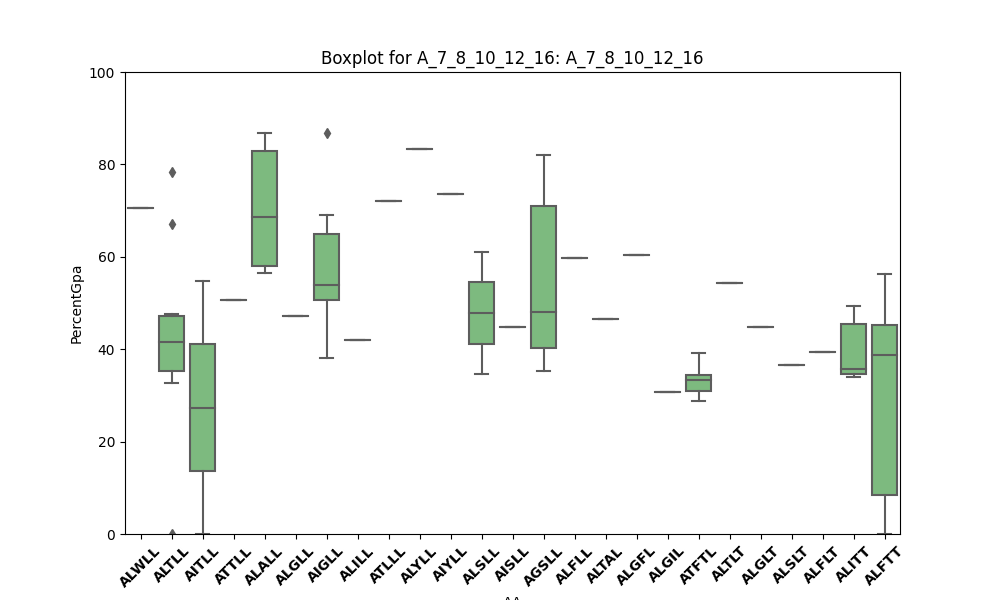 Boxplot for A_7_8_10_12_16: A_7_8_10_12_16
100
80
60
40
20
0
PercentGpa
ALWLL
ALTLL
AITLL
ATTLL
ALALL
ALGLL
AIGLL
ALILL
ATLLL
ALYLL
AIYLL
ALSLL
AISLL
AGSLL
ALFLL
ALTAL
ALGFL
ALGIL
ATFTL
ALTLT
ALGLT
ALSLT
ALFLT
ALITT
ALFTT
AA